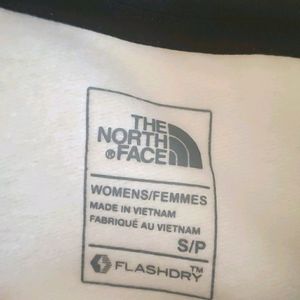 THE
NORTH
®FACE
WOMENS/FEMMES
MADE IN VIETNAM
FABRIQUÉ AU VIETNAM
S/P
FLASHDRY™